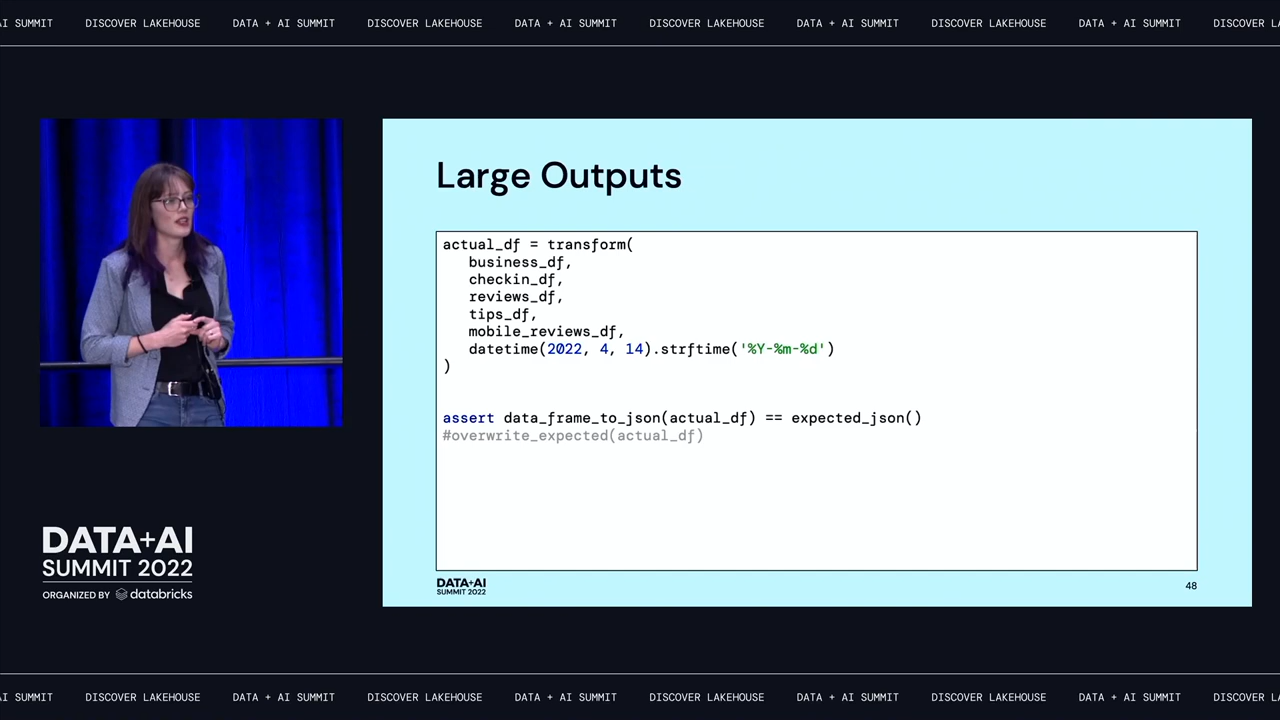 AI SUMMIT DISCOVER LAKEHOUSE DATA + AI SUMMIT DISCOVER LAKEHOUSE DATA + AI SUMMIT DISCOVER LAKEHOUSE DATA + AI SUMMIT DISCOVER LAKEHOUSE DATA + AI SUMMIT DISCOVER L
Large Outputs
actual_df = transform(
business_df,
checkin_df,
reviews_df,
tips_df,
mobile_reviews_df,
datetime(2022, 4, 14).strftime('%Y-%m-%d')
)
assert data_frame_to_json(actual_df) == expected_json()
#overwrite_expected(actual_df)
DATA+AI
SUMMIT 2022
48
DATA+AI
SUMMIT 2022
ORGANIZED BY databricks
AI SUMMIT DISCOVER LAKEHOUSE DATA + AI SUMMIT DISCOVER LAKEHOUSE DATA + AI SUMMIT DISCOVER LAKEHOUSE DATA + AI SUMMIT DISCOVER LAKEHOUSE DATA + AI SUMMIT DISCOVER L